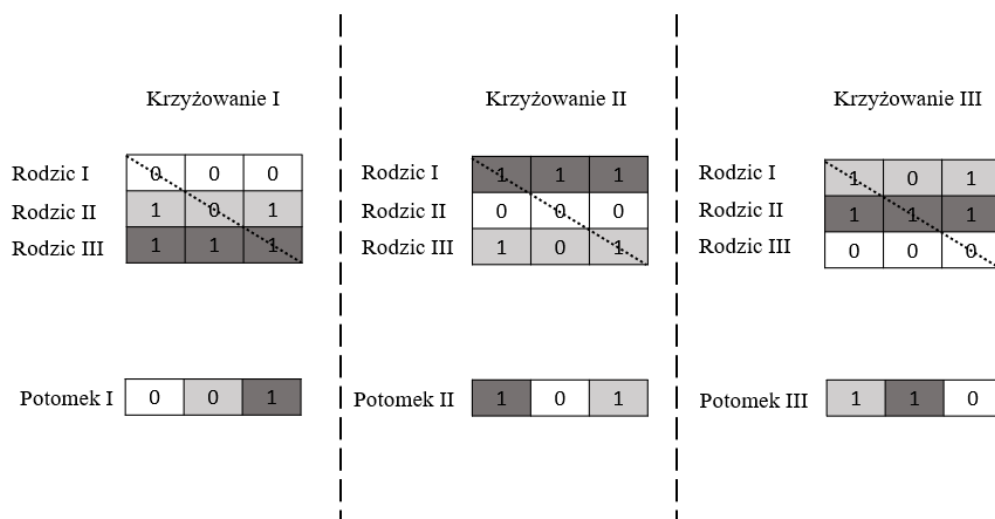 Krzyżowanie I
Rodzic I 0 0 0
Rodzic II 1 0 1
Rodzic III 1 1 1
Potomek I 0 0 1
Krzyżowanie II
Rodzic I 1 1 1
Rodzic II 0 0 0
Rodzic III 1 0 1
Potomek II 1 0 1
Krzyżowanie III
Rodzic I 1 0 1
Rodzic II 1 1 1
Rodzic III 0 0 0
Potomek III 1 1 0